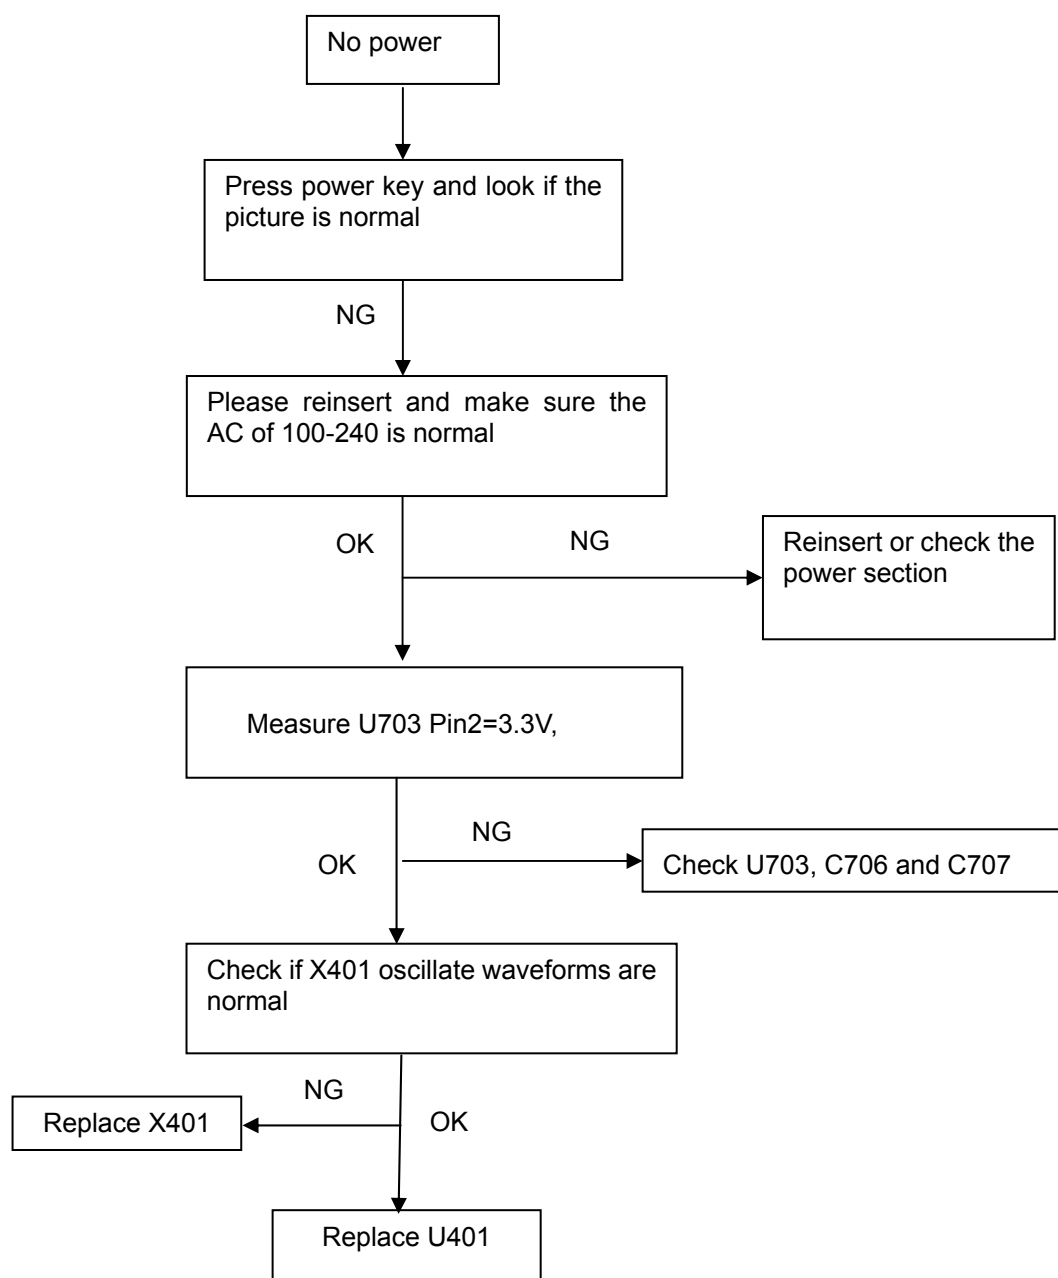 No power
Press power key and look if the
picture is normal
NG
Please reinsert and make sure the
AC of 100-240 is normal
OK
NG
Reinsert or check the
power section
Measure U703 Pin2=3.3V,
NG
OK
Check U703, C706 and C707
Check if X401 oscillate waveforms are
normal
NG
Replace X401
OK
Replace U401